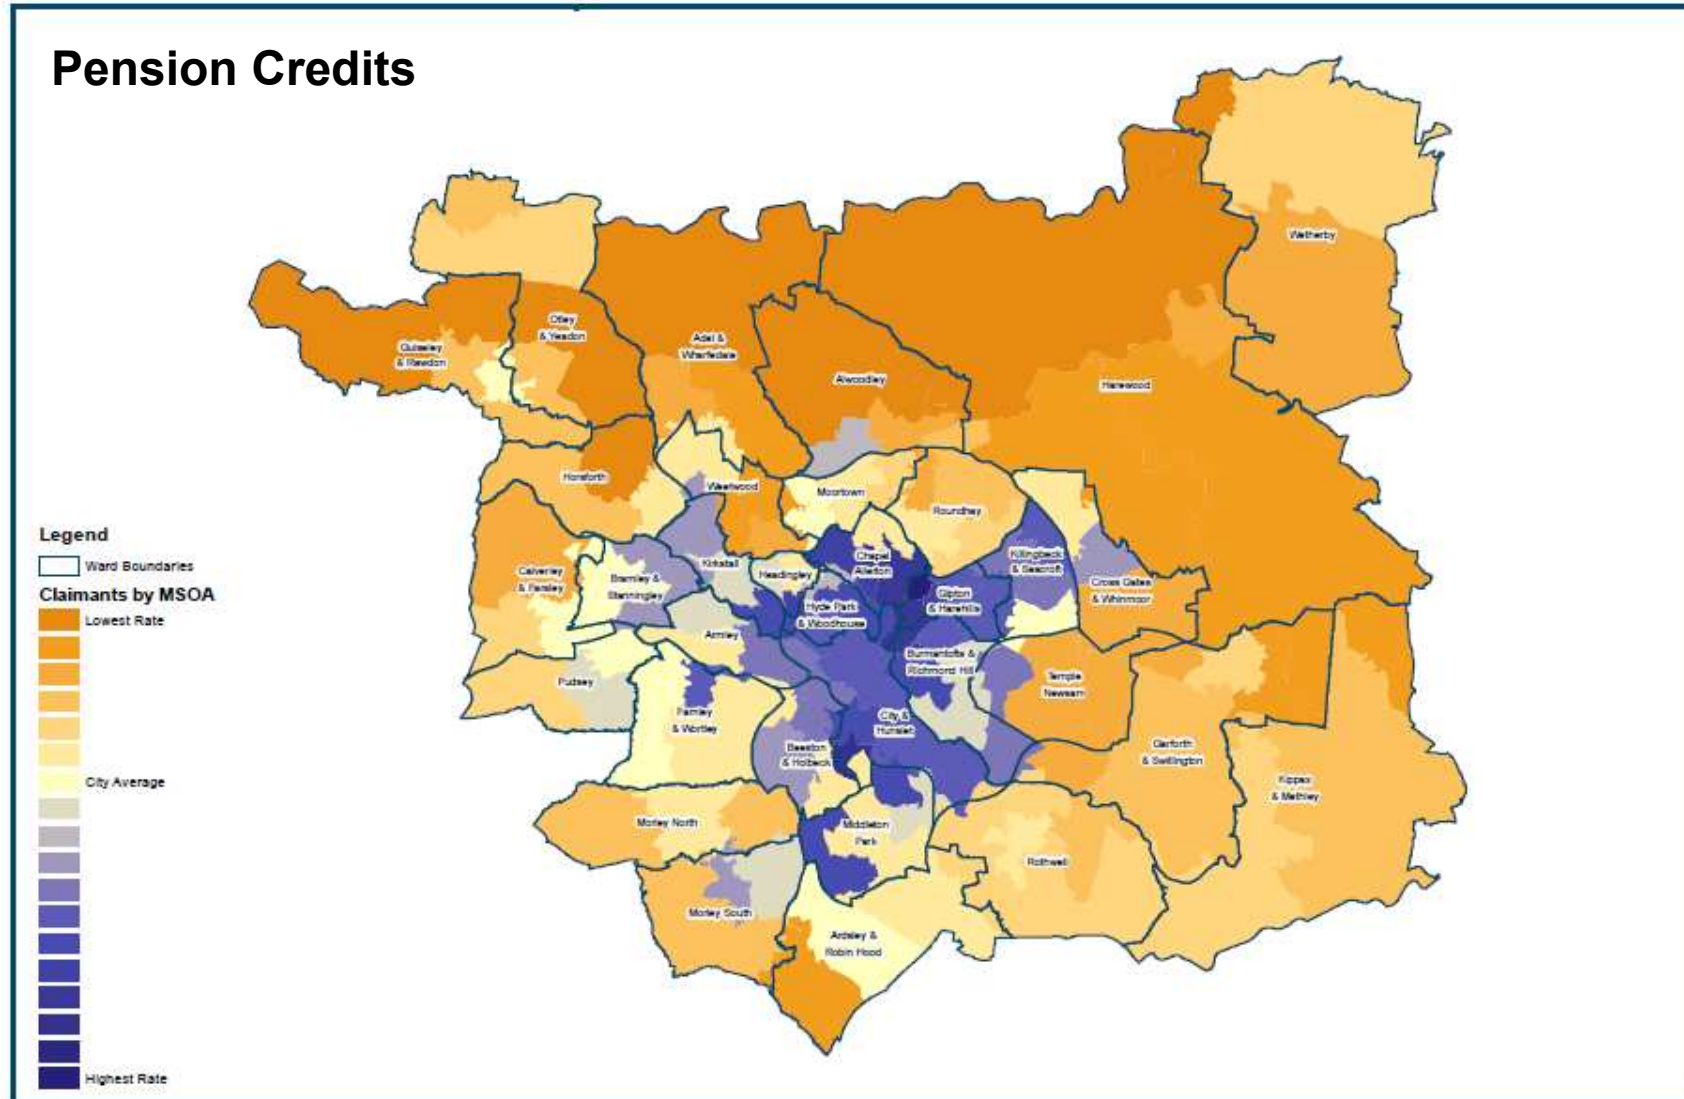 Pension Credits
Wetherby
Otley
& Yeadon
Guiseley
& Rawdon
Adel &
Wharfedale
Alwoodley
Harewood
Horsforth
Weetwood
Moortown
Roundhay
Legend
Ward Boundaries
Claimants by MSOA
Lowest Rate
City Average
Highest Rate
Calverley
& Farsley
Bramley &
Stanningley
Kirkstall
Headingley
Chapel
Allerton
Killingbeck
& Seacroft
Cross Gates
& Whinmoor
Hyde Park
& Woodhouse
Gipton
& Harehills
Armley
Burmantofts &
Richmond Hill
Temple
Newsam
Pudsey
Farnley
& Wortley
City &
Hunslet
Beeston
& Holbeck
Garforth
& Swillington
Kippax
& Methley
Morley North
Middleton
Park
Rothwell
Morley South
Ardsley &
Robin Hood